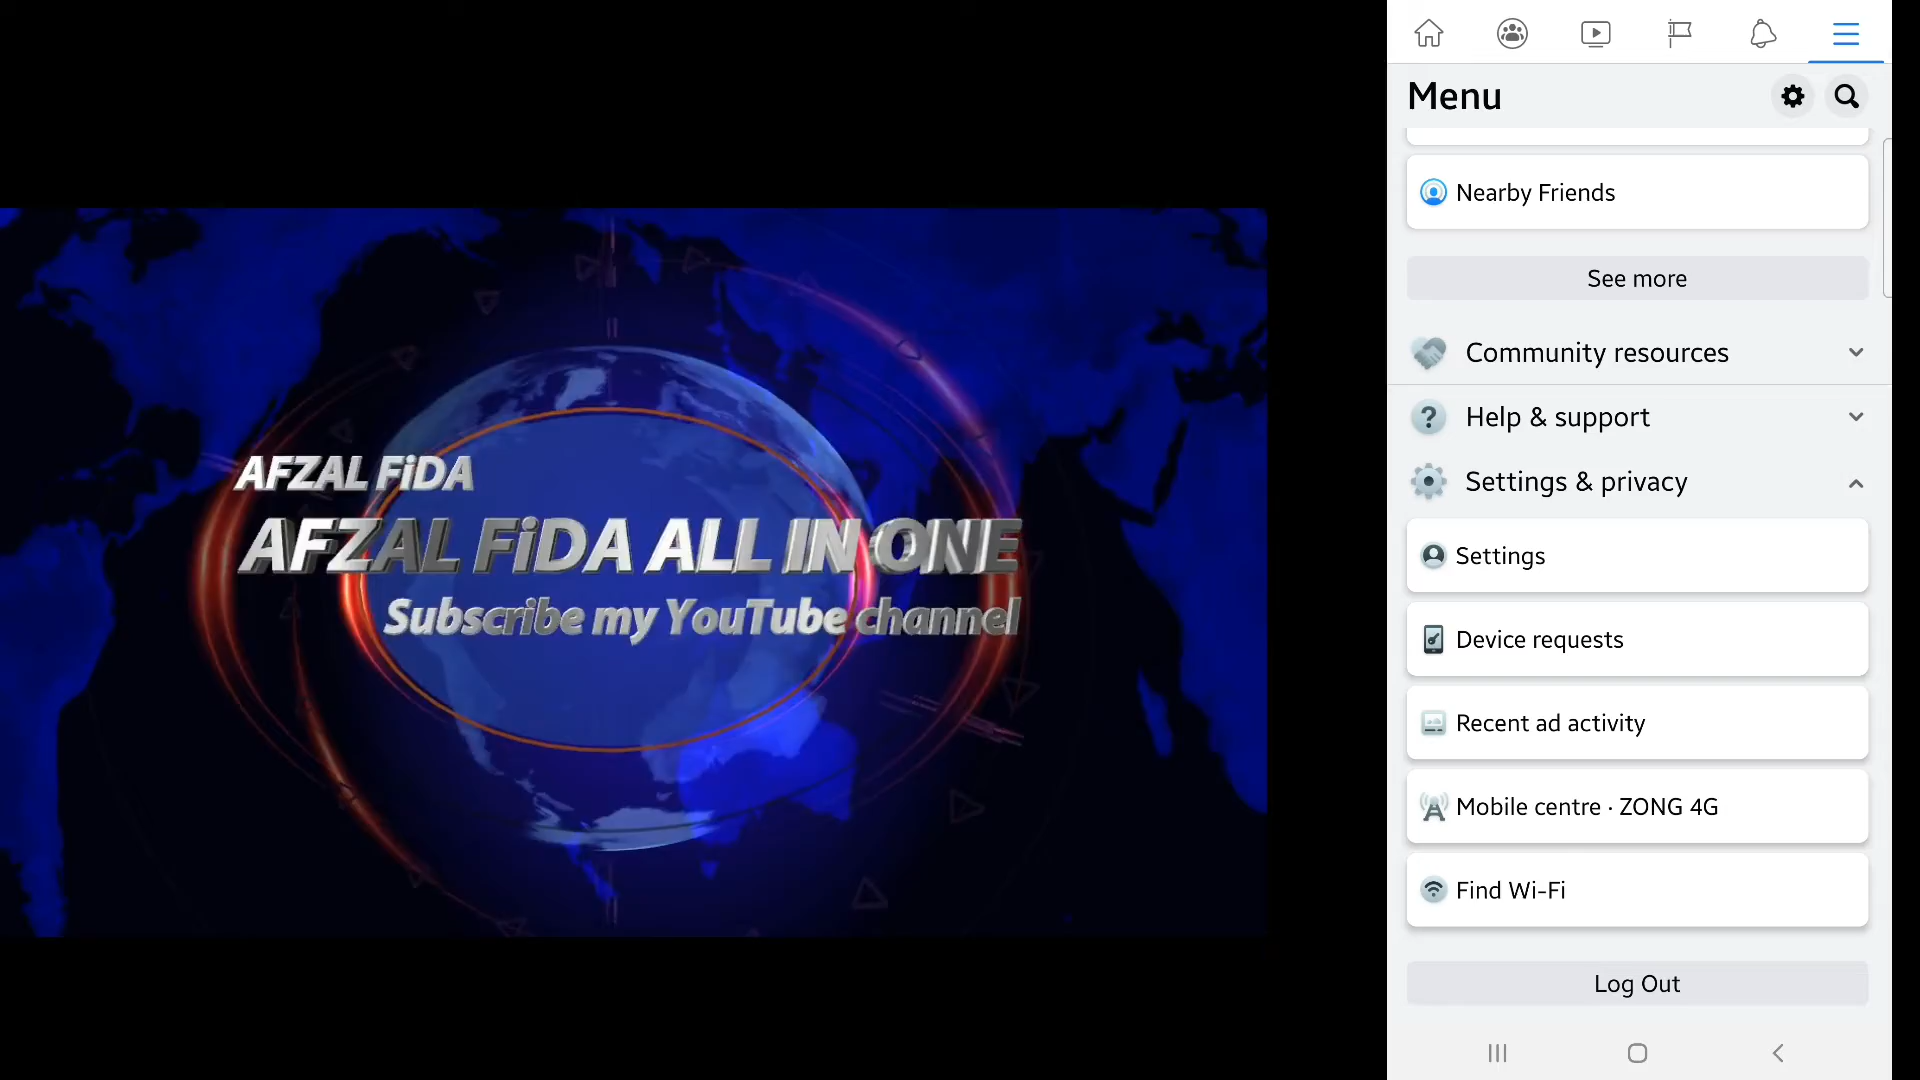 AFZAL FiDA
AFZAL FiDA ALL IN ONE
Subscribe my YouTube channel
Menu
Nearby Friends
See more
Community resources
Help & support
Settings & privacy
Settings
Device requests
Recent ad activity
Mobile centre · ZONG 4G
Find Wi-Fi
Log Out